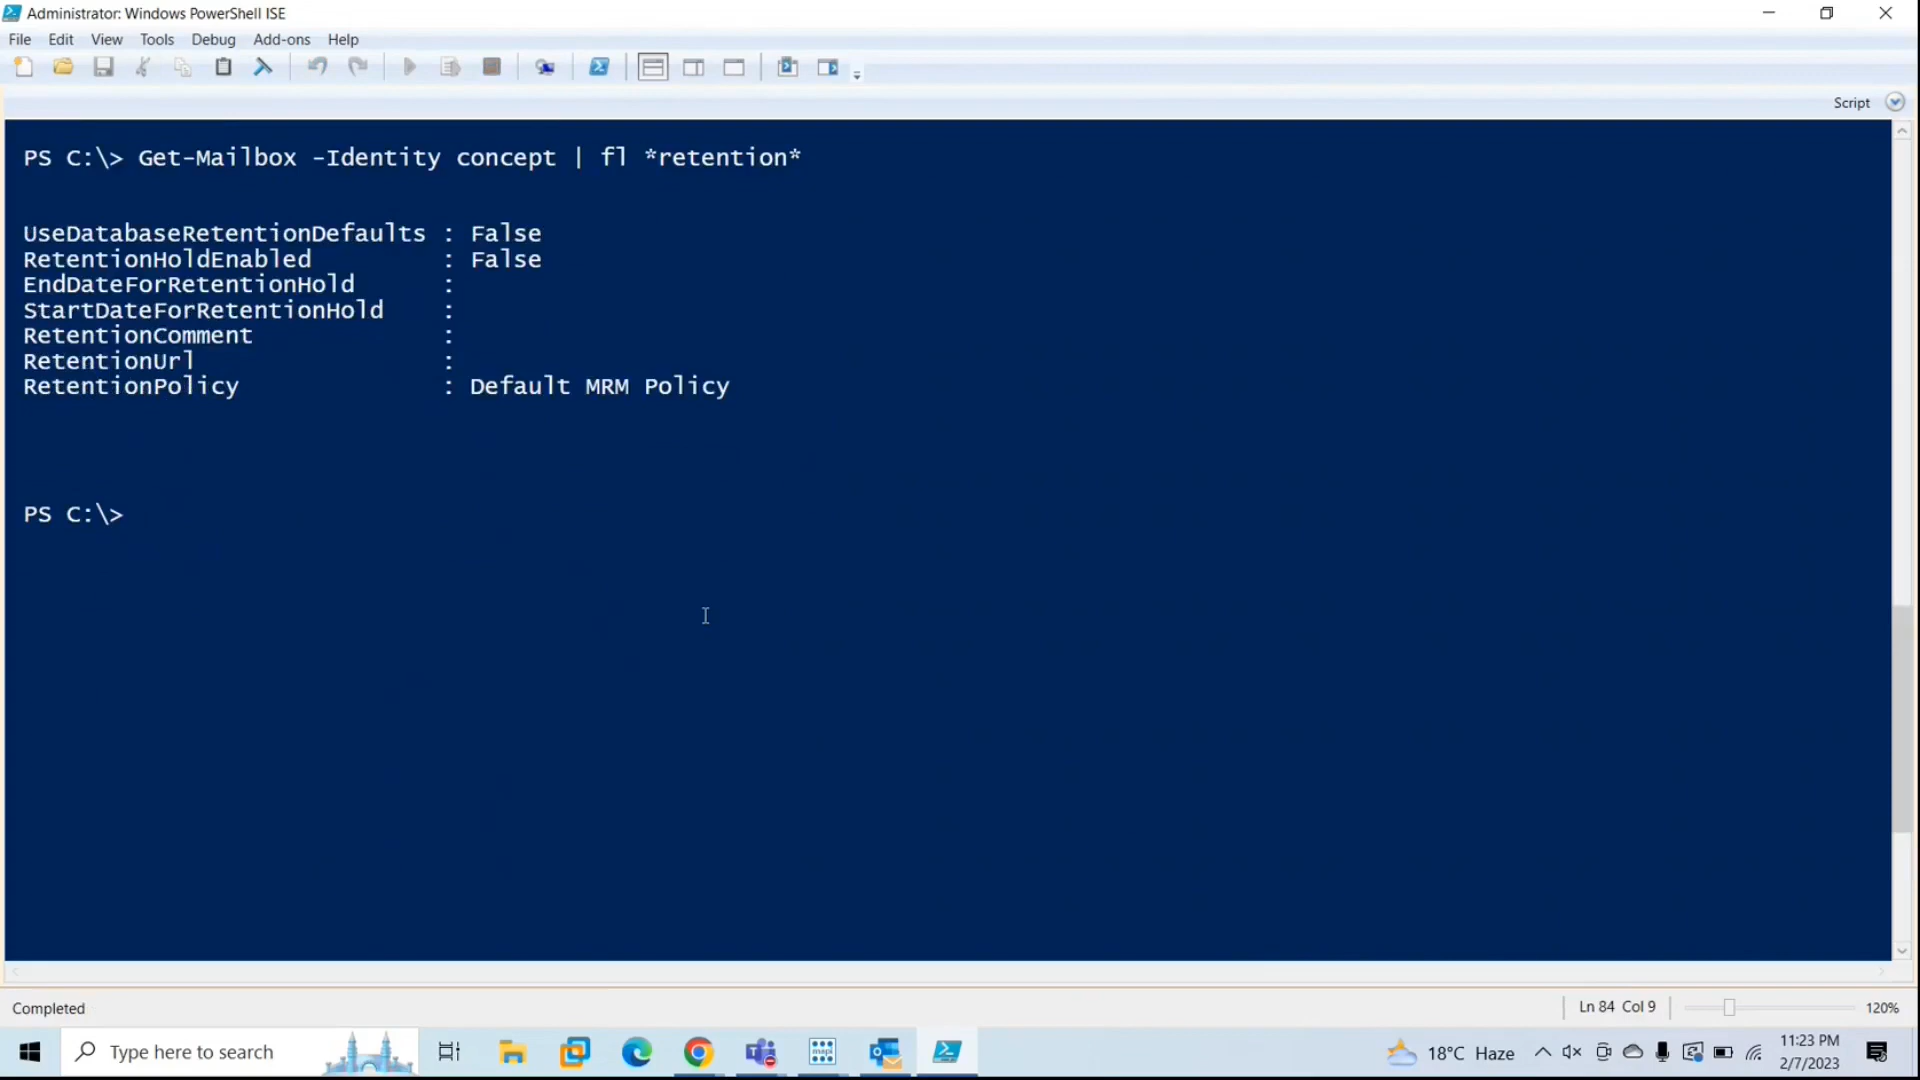 Administrator: Windows PowerShell ISE
File Edit View Tools Debug Add-ons Help
Script
PS C:\> Get-Mailbox -Identity concept | fl *retention*
UseDatabaseRetentionDefaults : False
RetentionHoldEnabled : False
EndDateForRetentionHold :
StartDateForRetentionHold :
RetentionComment :
RetentionUrl :
RetentionPolicy : Default MRM Policy
PS C:\>
Completed
Ln 84 Col 9
120%
Type here to search
mapi
18°C Haze
11:23 PM
2/7/2023